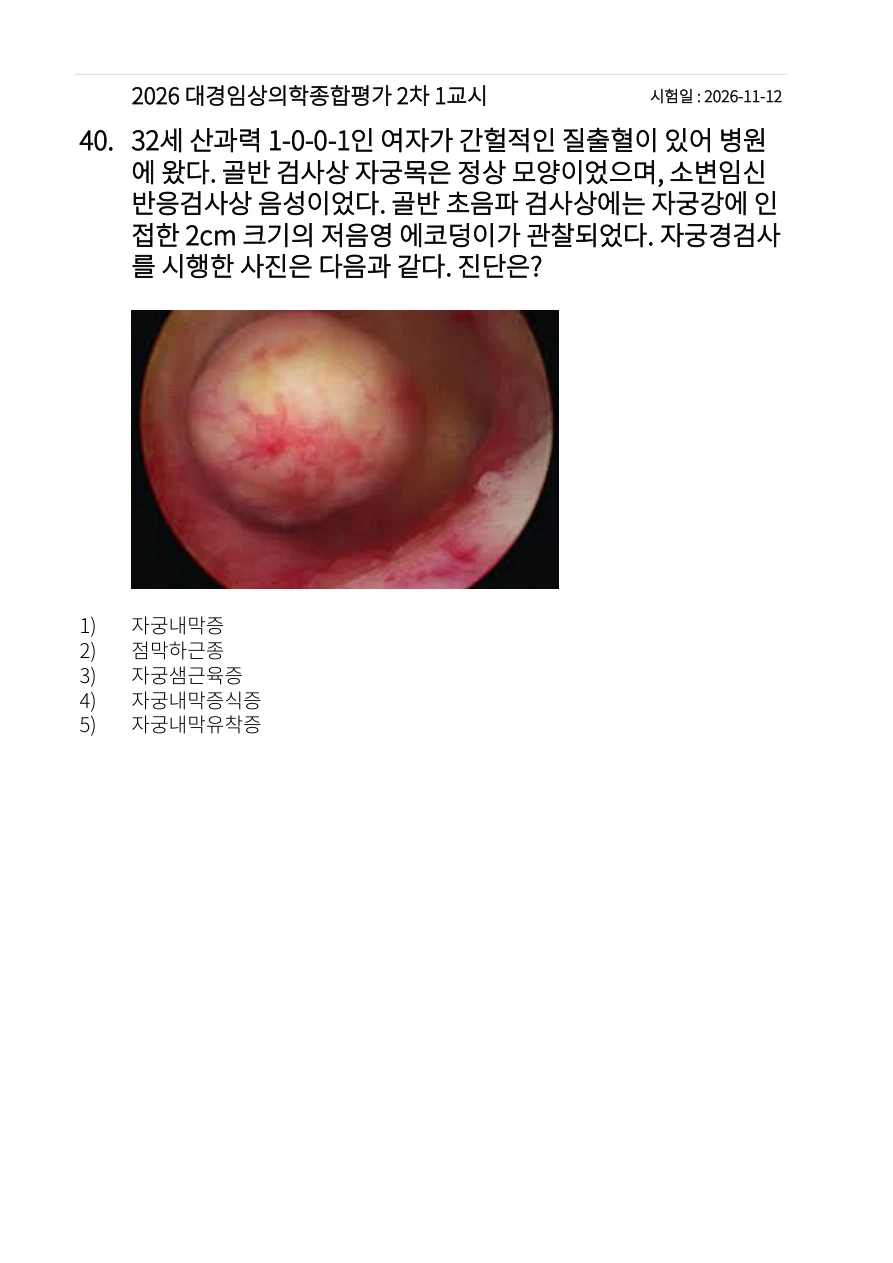 2026 대경임상의학종합평가 2차 1교시
시험일 : 2026-11-12
40. 32세 산과력 1-0-0-1인 여자가 간헐적인 질출혈이 있어 병원
에 왔다. 골반 검사상 자궁목은 정상 모양이었으며, 소변임신
반응검사상 음성이었다. 골반 초음파 검사상에는 자궁강에 인
접한 2cm 크기의 저음영 에코덩이가 관찰되었다. 자궁경검사
를 시행한 사진은 다음과 같다. 진단은?
1) 자궁내막증
2) 점막하근종
3) 자궁샘근육증
4) 자궁내막증식증
5) 자궁내막유착증